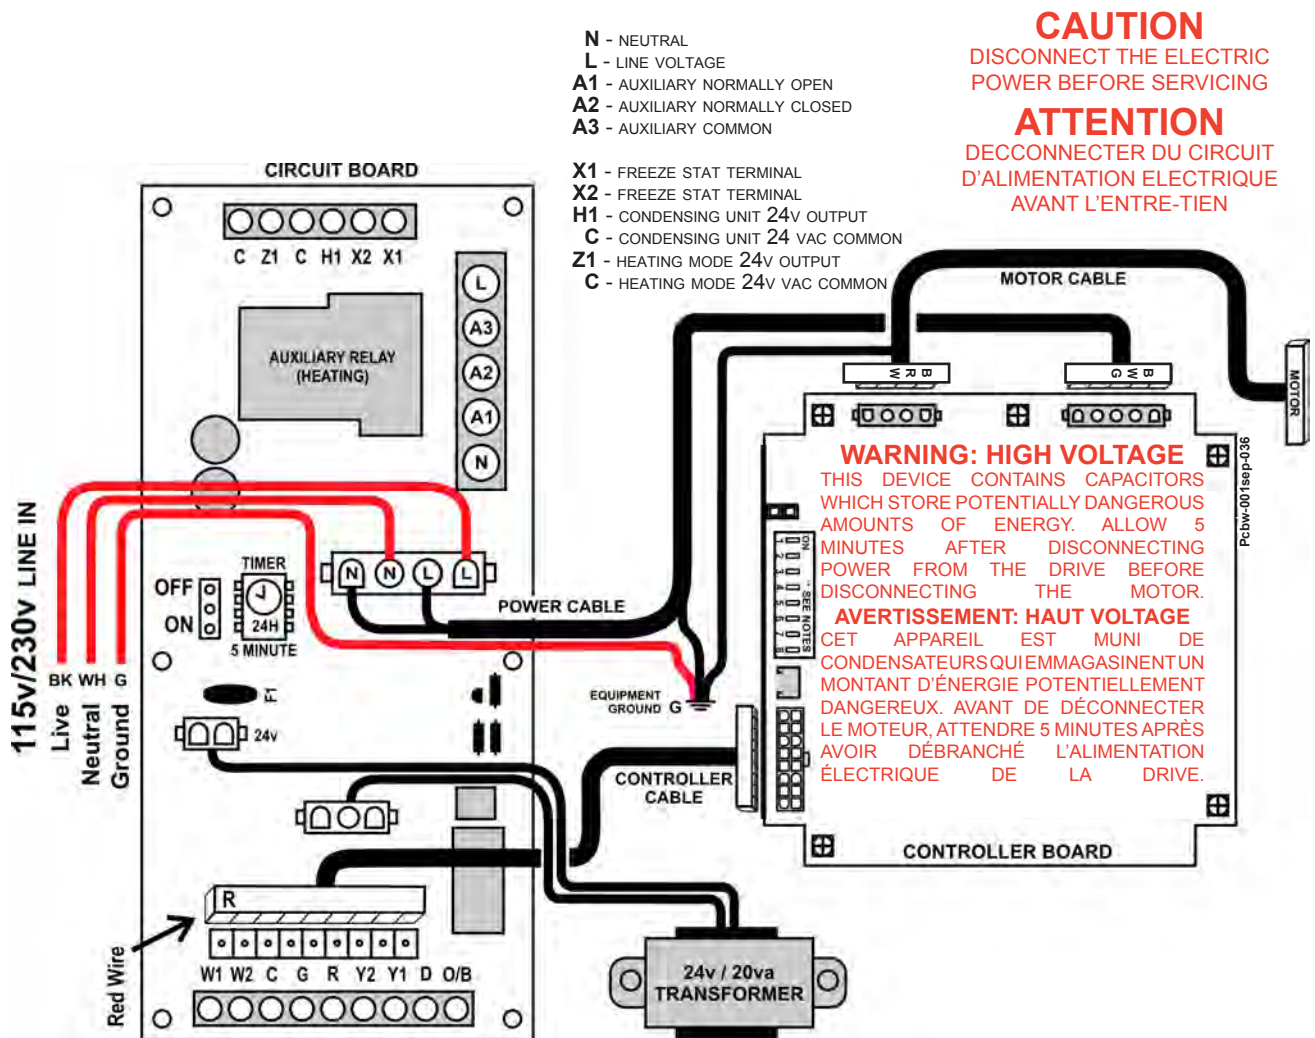 N - NEUTRAL
L - LINE VOLTAGE
A1 - AUXILIARY NORMALLY OPEN
A2 - AUXILIARY NORMALLY CLOSED
A3 - AUXILIARY COMMON
X1 - FREEZE STAT TERMINAL
X2 - FREEZE STAT TERMINAL
H1 - CONDENSING UNIT 24V OUTPUT
C - CONDENSING UNIT 24 VAC COMMON
Z1 - HEATING MODE 24V OUTPUT
C - HEATING MODE 24V VAC COMMON
CAUTION
DISCONNECT THE ELECTRIC
POWER BEFORE SERVICING
ATTENTION
DECCONNECTER DU CIRCUIT
D'ALIMENTATION ELECTRIQUE
AVANT L'ENTRE-TIEN
CIRCUIT BOARD
C Z1 C H1 X2 X1
L
A3
A2
A1
N
AUXILIARY RELAY
(HEATING)
MOTOR CABLE
MOTOR
W R B
G W B
115v/230v LINE IN
BK WH G
Live
Neutral
Ground
OFF
ON
TIMER
24H
5 MINUTE
N N L L
POWER CABLE
F1
24v
EQUIPMENT
GROUND G
CONTROLLER
CABLE
R
Red Wire
W1 W2 C G R Y2 Y1 D O/B
24v / 20va
TRANSFORMER
ON
1 2 3 4 5 6 7 8
** SEE NOTES
WARNING: HIGH VOLTAGE
THIS DEVICE CONTAINS CAPACITORS
WHICH STORE POTENTIALLY DANGEROUS
AMOUNTS OF ENERGY. ALLOW 5
MINUTES AFTER DISCONNECTING
POWER FROM THE DRIVE BEFORE
DISCONNECTING THE MOTOR.
AVERTISSEMENT: HAUT VOLTAGE
CET APPAREIL EST MUNI DE
CONDENSATEURS QUI EMMAGASINENT UN
MONTANT D'ÉNERGIE POTENTIELLEMENT
DANGEREUX. AVANT DE DÉCONNECTER
LE MOTEUR, ATTENDRE 5 MINUTES APRÈS
AVOIR DÉBRANCHÉ L'ALIMENTATION
ÉLECTRIQUE DE LA DRIVE.
CONTROLLER BOARD
Pcbw-001sep-036